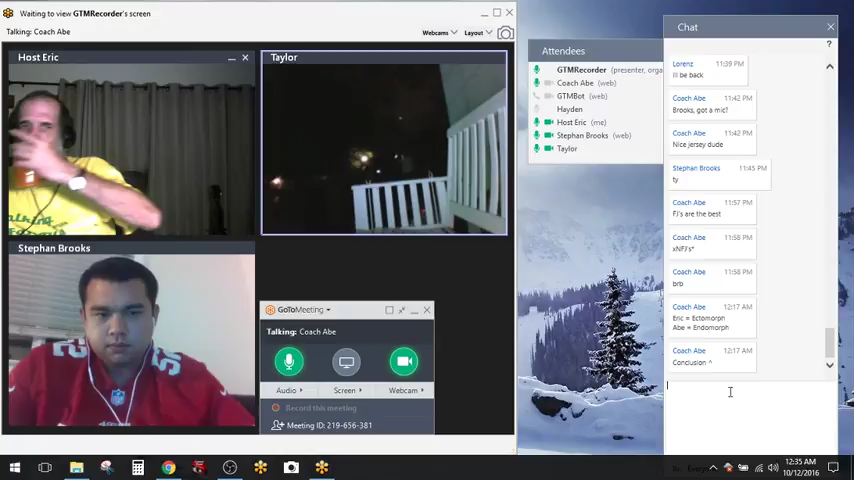 Waiting to view GTMRecorder's screen
Talking: Coach Abe
Webcams
Layout
Host Eric
Taylor
Stephan Brooks
GoToMeeting
Talking: Coach Abe
Audio
Screen
Webcam
Record this meeting
Meeting ID: 219-656-381
Attendees
GTMRecorder (presenter, orga
Coach Abe (web)
GTMBot (web)
Hayden
Host Eric (me)
Stephan Brooks (web)
Taylor
Chat
?
Lorenz 11:39 PM
Ill be back
Coach Abe 11:42 PM
Brooks, got a mic?
Coach Abe 11:42 PM
Nice jersey dude
Stephan Brooks 11:45 PM
ty
Coach Abe 11:57 PM
FJ's are the best
Coach Abe 11:58 PM
xNFJ's*
Coach Abe 11:58 PM
brb
Coach Abe 12:17 AM
Eric = Ectomorph
Abe = Endomorph
Coach Abe 12:17 AM
Conclusion ^
12:35 AM
10/12/2016